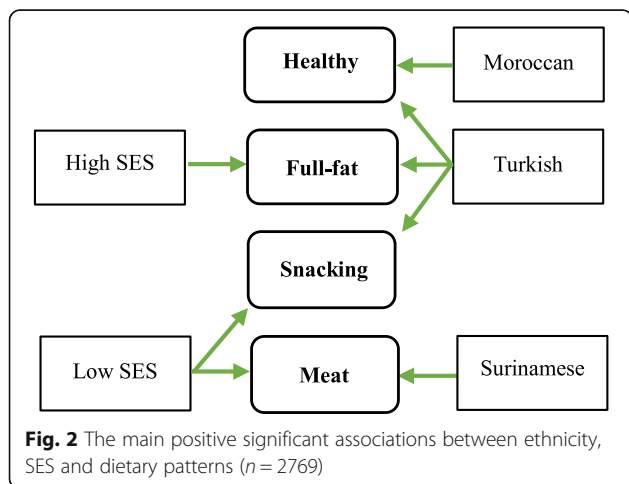 Healthy
Moroccan
High SES
Full-fat
Turkish
Snacking
Low SES
Meat
Surinamese
Fig. 2 The main positive significant associations between ethnicity,
SES and dietary patterns (n = 2769)